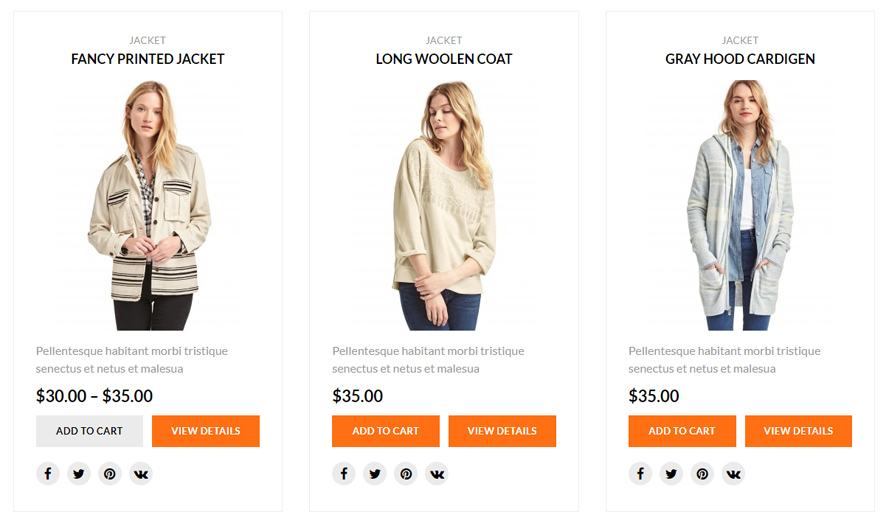 JACKET
FANCY PRINTED JACKET
Pellentesque habitant morbi tristique
senectus et netus et malesua
$30.00 – $35.00
ADD TO CART
VIEW DETAILS
JACKET
LONG WOOLEN COAT
Pellentesque habitant morbi tristique
senectus et netus et malesua
$35.00
ADD TO CART
VIEW DETAILS
JACKET
GRAY HOOD CARDIGEN
Pellentesque habitant morbi tristique
senectus et netus et malesua
$35.00
ADD TO CART
VIEW DETAILS